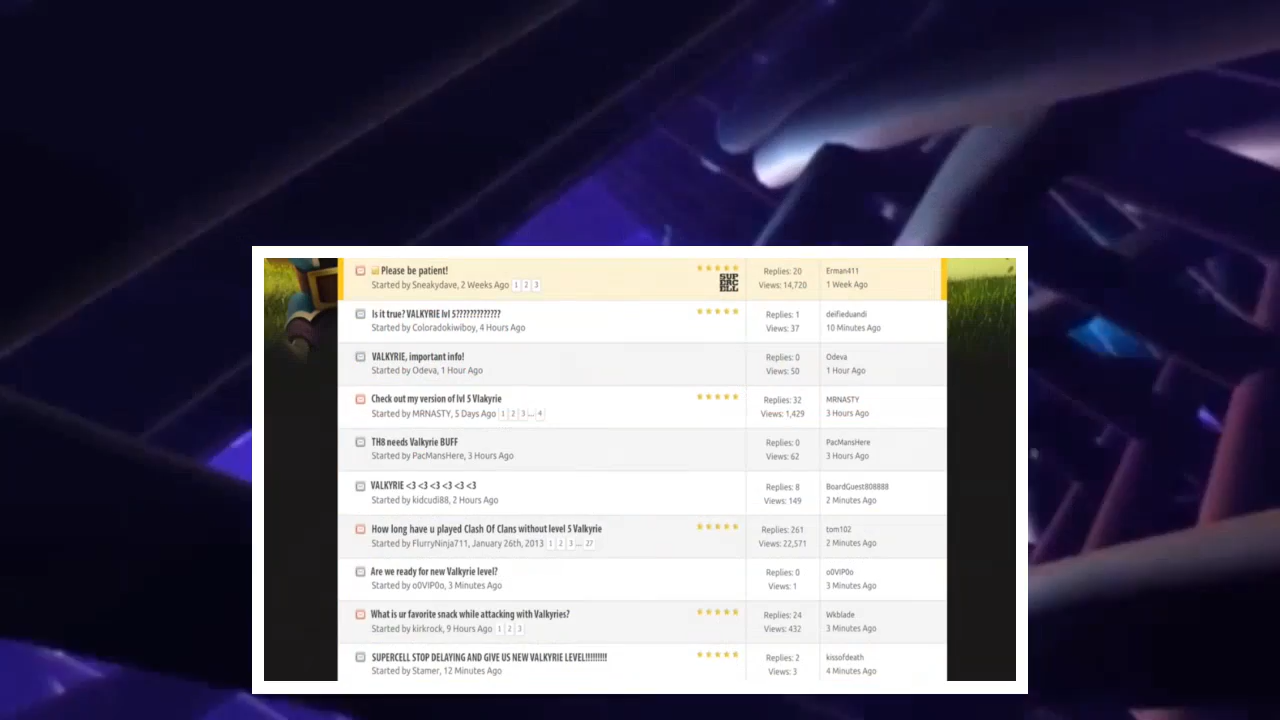 Please be patient!
Started by Sneakydave, 2 Weeks Ago 1 2 3
SUPERCELL
Replies: 20
Views: 14,720
Erman411
1 Week Ago
Is it true? VALKYRIE lvl 5?????????????
Started by Coloradokiwiboy, 4 Hours Ago
Replies: 1
Views: 37
deifieduandi
10 Minutes Ago
VALKYRIE, important info!
Started by Odeva, 1 Hour Ago
Replies: 0
Views: 50
Odeva
1 Hour Ago
Check out my version of lvl 5 Vlakyrie
Started by MRNASTY, 5 Days Ago 1 2 3 ... 4
Replies: 32
Views: 1,429
MRNASTY
3 Hours Ago
TH8 needs Valkyrie BUFF
Started by PacMansHere, 3 Hours Ago
Replies: 0
Views: 62
PacMansHere
3 Hours Ago
VALKYRIE <3 <3 <3 <3 <3 <3
Started by kidcudi88, 2 Hours Ago
Replies: 8
Views: 149
BoardGuest808888
2 Minutes Ago
How long have u played Clash Of Clans without level 5 Valkyrie
Started by FlurryNinja711, January 26th, 2013 1 2 3 ... 27
Replies: 261
Views: 22,571
tom102
2 Minutes Ago
Are we ready for new Valkyrie level?
Started by o0VIP0o, 3 Minutes Ago
Replies: 0
Views: 1
o0VIP0o
3 Minutes Ago
What is ur favorite snack while attacking with Valkyries?
Started by kirkrock, 9 Hours Ago 1 2 3
Replies: 24
Views: 432
Wkblade
3 Minutes Ago
SUPERCELL STOP DELAYING AND GIVE US NEW VALKYRIE LEVEL!!!!!!!!!
Started by Stamer, 12 Minutes Ago
Replies: 2
Views: 3
kissofdeath
4 Minutes Ago